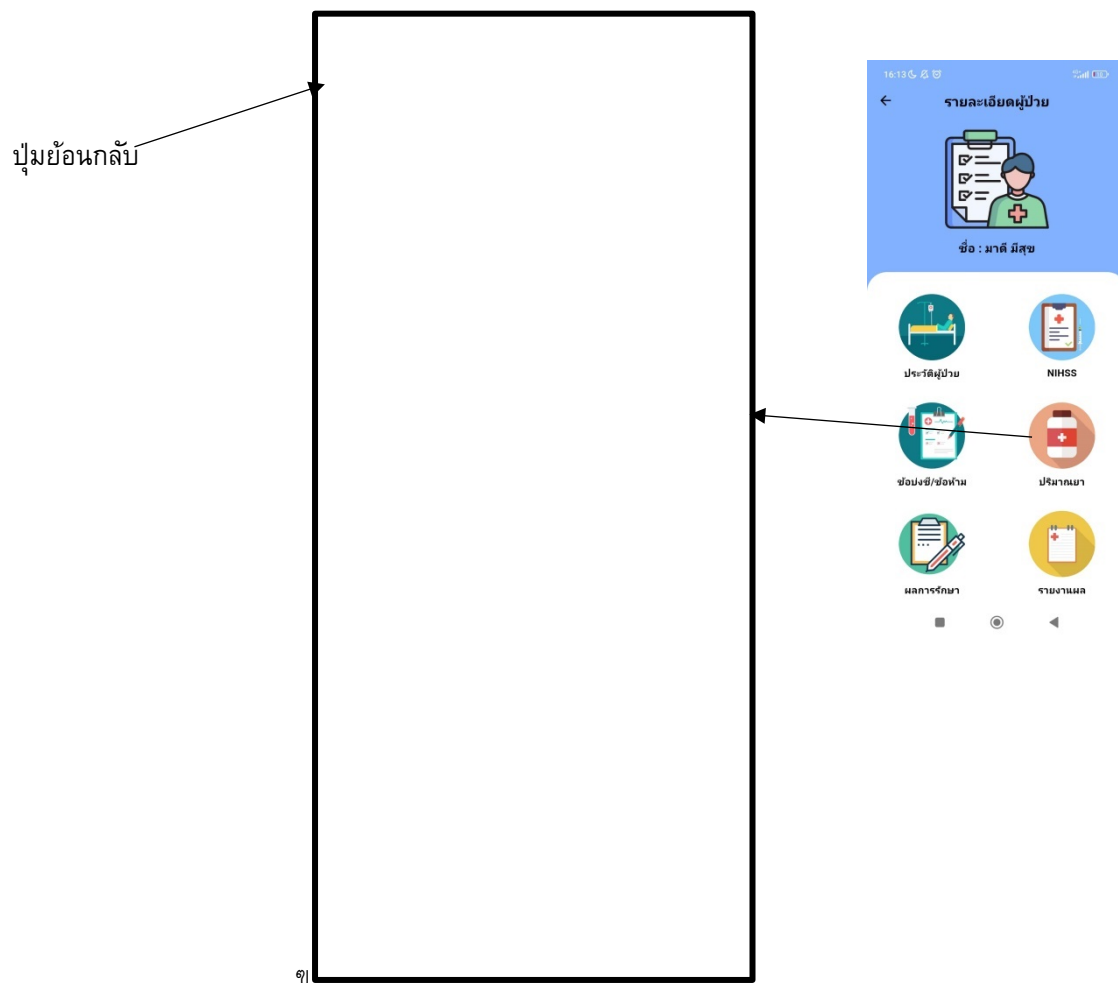 ปุ่มย้อนกลับ
16:13
รายละเอียดผู้ป่วย
ชื่อ : มาดี มีสุข
ประวัติผู้ป่วย
NIHSS
ข้อบ่งชี้/ข้อห้าม
ปริมาณยา
ผลการรักษา
รายงานผล